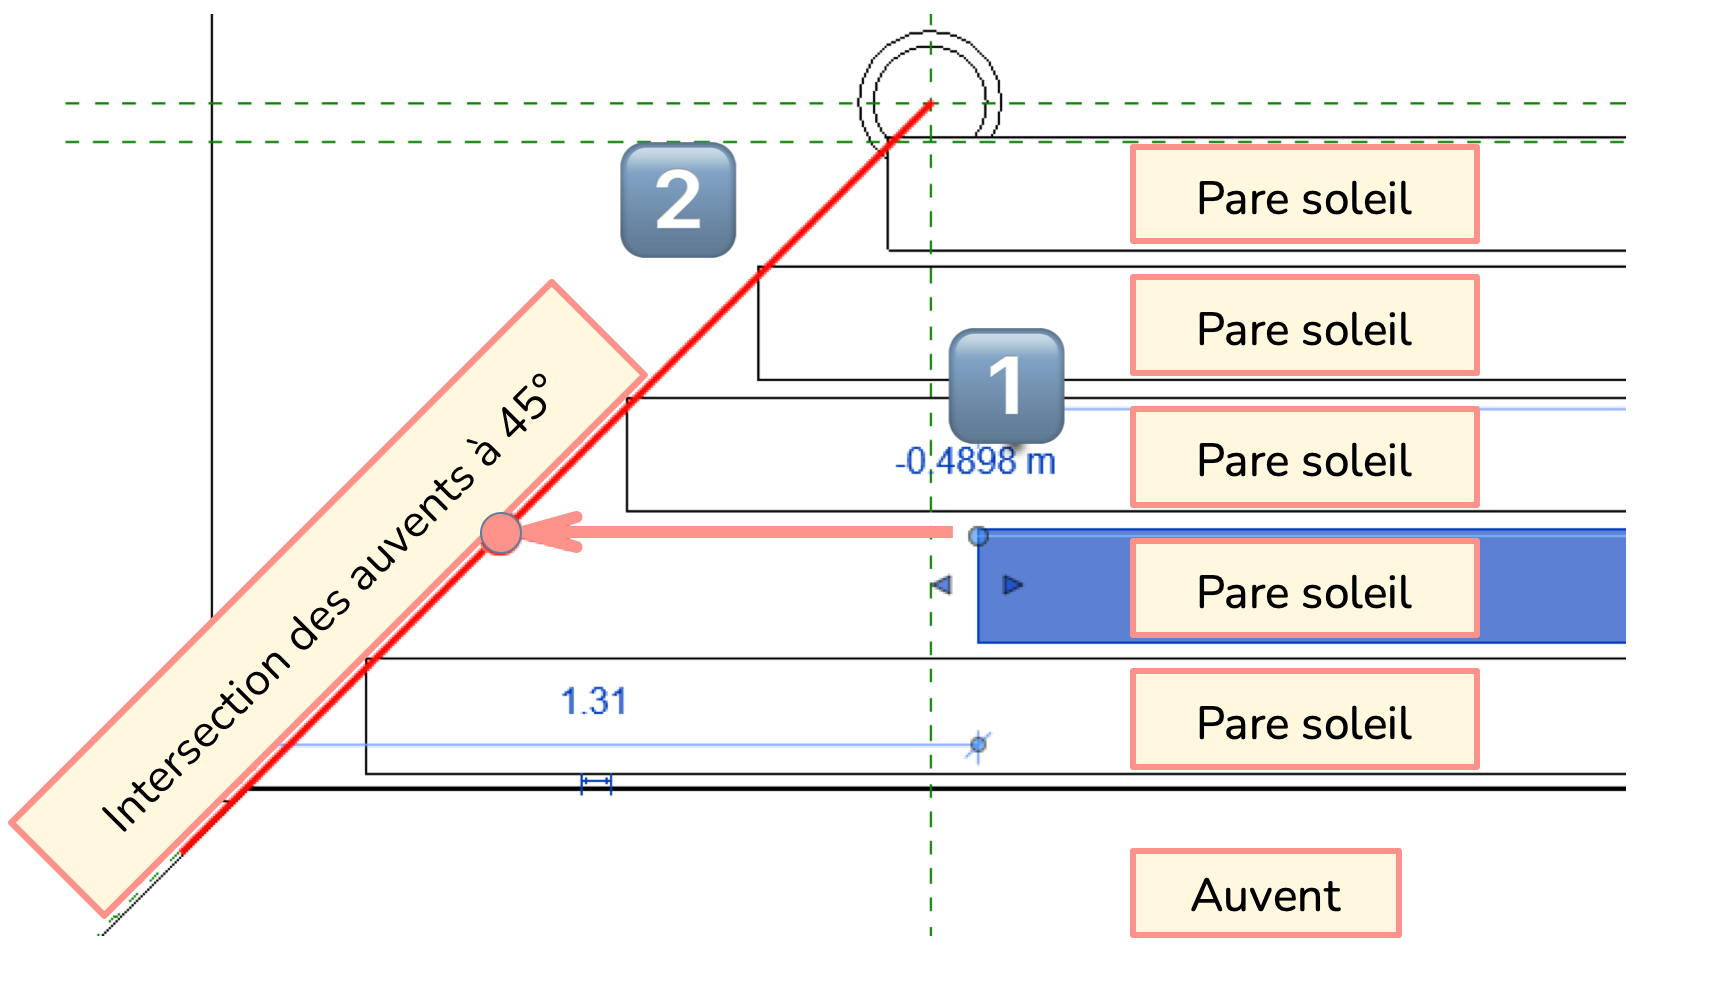 2
Pare soleil
Pare soleil
1
Pare soleil
-0.4898 m
Intersection des auvents à 45°
Pare soleil
Pare soleil
1.31
Auvent